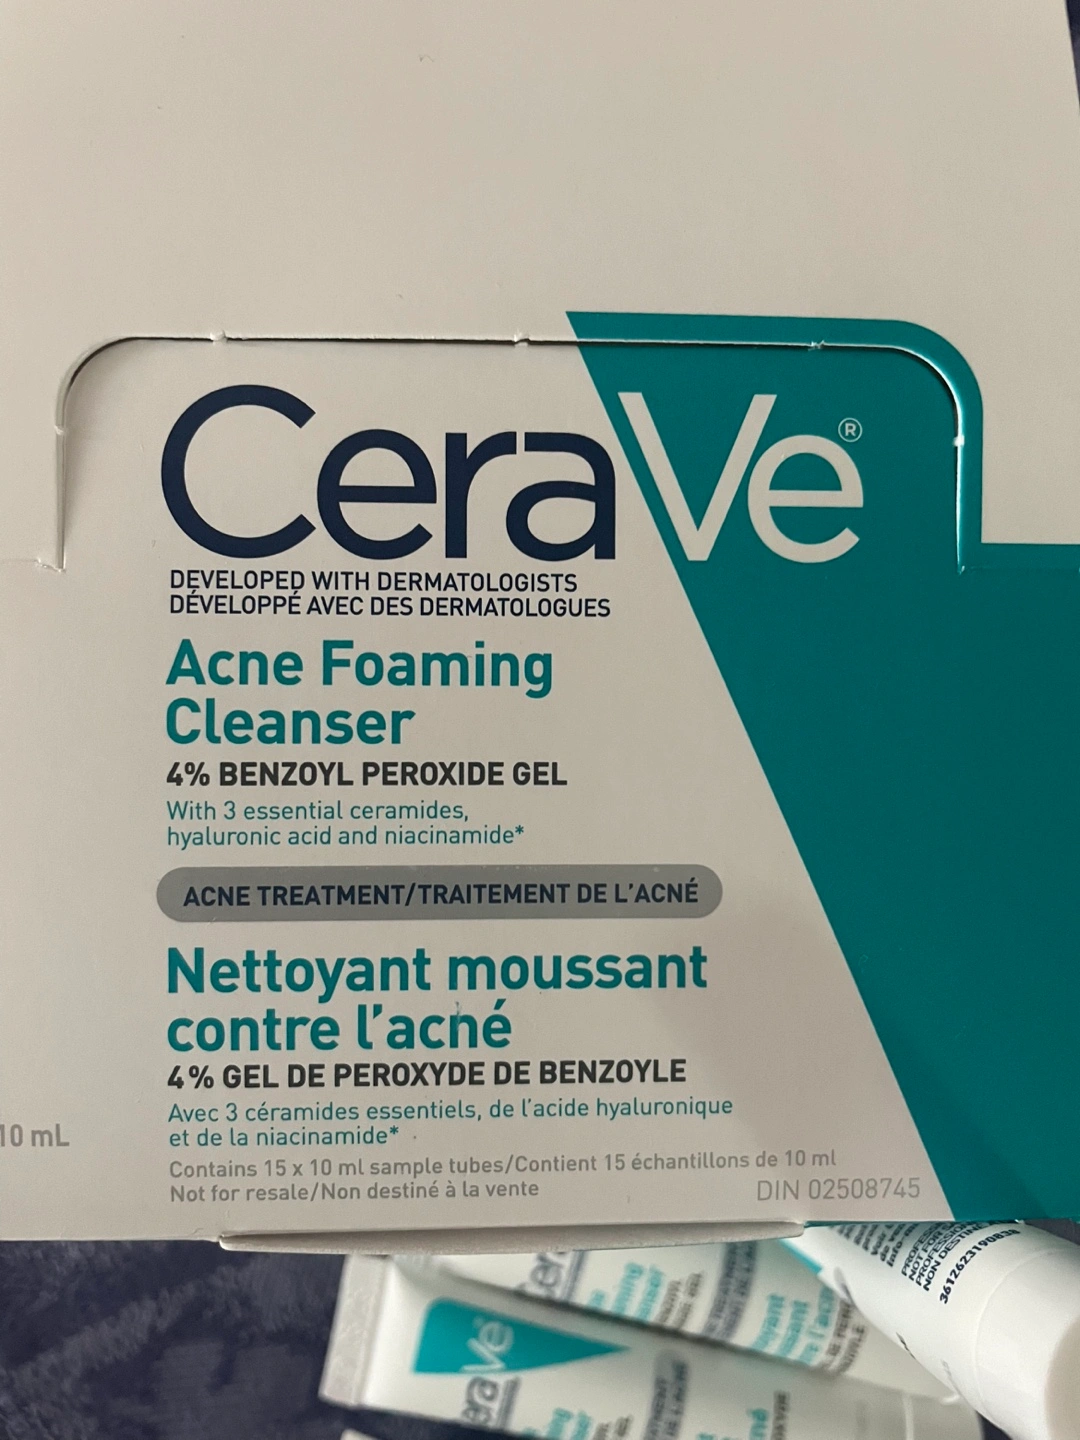 CeraVe®
DEVELOPED WITH DERMATOLOGISTS
DÉVELOPPÉ AVEC DES DERMATOLOGUES
Acne Foaming
Cleanser
4% BENZOYL PEROXIDE GEL
With 3 essential ceramides,
hyaluronic acid and niacinamide*
ACNE TREATMENT/TRAITEMENT DE L'ACNÉ
Nettoyant moussant
contre l'acné
4% GEL DE PEROXYDE DE BENZOYLE
Avec 3 céramides essentiels, de l'acide hyaluronique
et de la niacinamide*
10 mL
Contains 15 x 10 ml sample tubes/Contient 15 échantillons de 10 ml
Not for resale/Non destiné à la vente
DIN 02508745
NON DESTINÉ
3612623190838